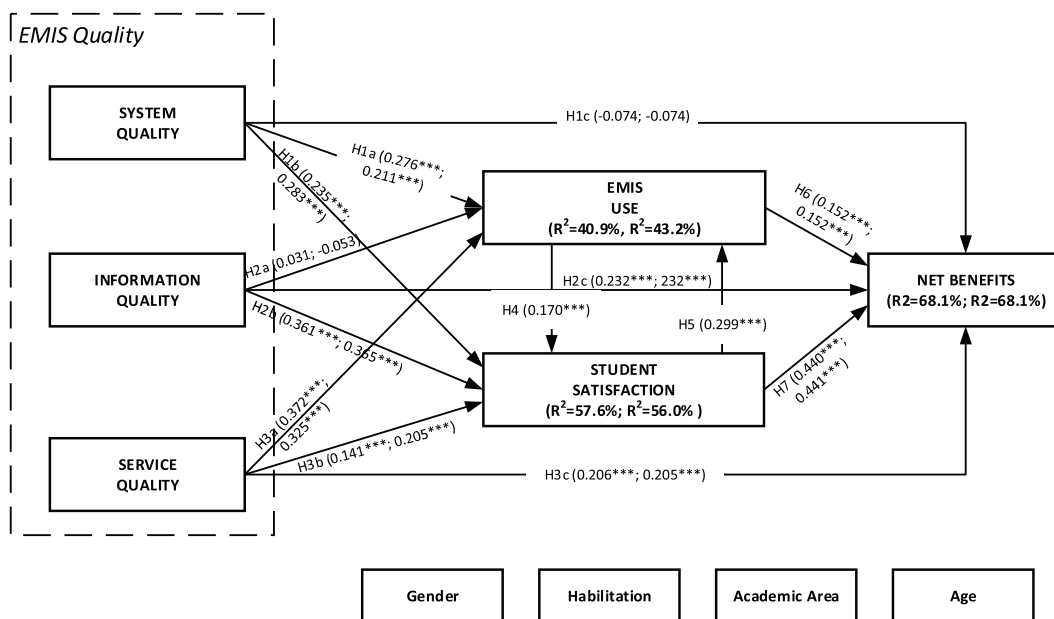 EMIS Quality
SYSTEM
QUALITY
H1c (-0.074; -0.074)
H1a (0.276***;
0.211***)
H1b (0.235***;
0.283***)
EMIS
USE
(R²=40.9%, R²=43.2%)
H6 (0.152***;
0.152***)
H2a (0.031; -0.053)
INFORMATION
QUALITY
H2c (0.232***; 232***)
NET BENEFITS
(R2=68.1%; R2=68.1%)
H2b (0.361***; 0.365***)
H4 (0.170***)
H5 (0.299***)
STUDENT
SATISFACTION
(R²=57.6%; R²=56.0% )
H7 (0.440***;
0.441***)
H3a (0.372***;
0.325***)
H3b (0.141***; 0.205***)
SERVICE
QUALITY
H3c (0.206***; 0.205***)
Gender
Habilitation
Academic Area
Age